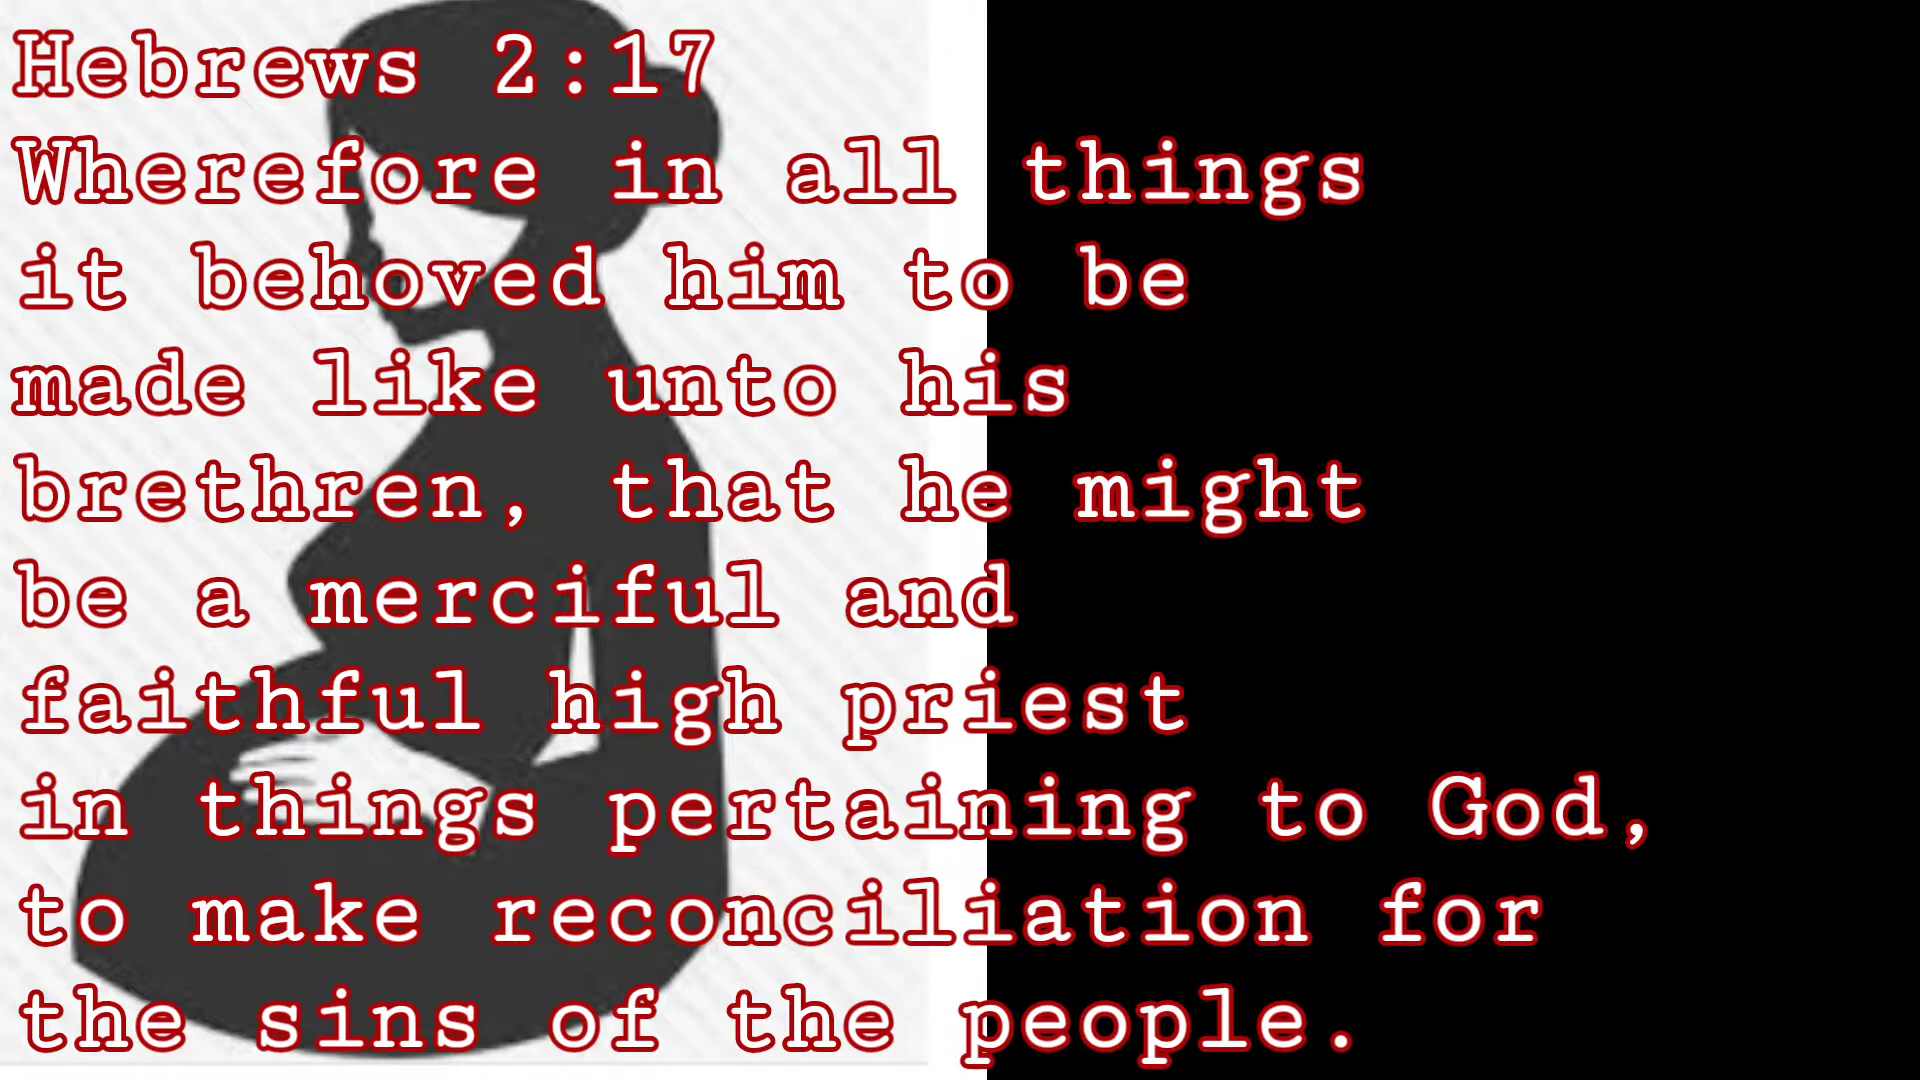 Hebrews 2:17
Wherefore in all things
it behoved him to be
made like unto his
brethren, that he might
be a merciful and
faithful high priest
in things pertaining to God,
to make reconciliation for
the sins of the people.